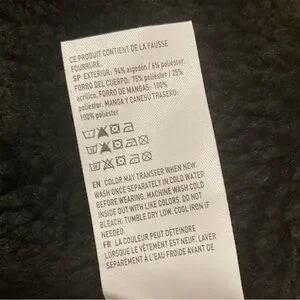 CE PRODUIT CONTIENT DE LA FAUSSE
FOURRURE.
SP EXTERIOR: 94% algodón / 6% poliéster.
FORRO DEL CUERPO: 75% poliéster / 25%
acrílico. FORRO DE MANGAS: 100%
poliéster. MANGA Y CANESÚ TRASERO:
100% poliéster
EN COLOR MAY TRANSFER WHEN NEW.
WASH ONCE SEPARATELY IN COLD WATER
BEFORE WEARING. MACHINE WASH COLD
INSIDE OUT WITH LIKE COLORS. DO NOT
BLEACH. TUMBLE DRY LOW. COOL IRON IF
NEEDED.
FR LA COULEUR PEUT DÉTEINDRE
LORSQUE LE VÊTEMENT EST NEUF. LAVER
SÉPARÉMENT À L'EAU FROIDE AVANT DE